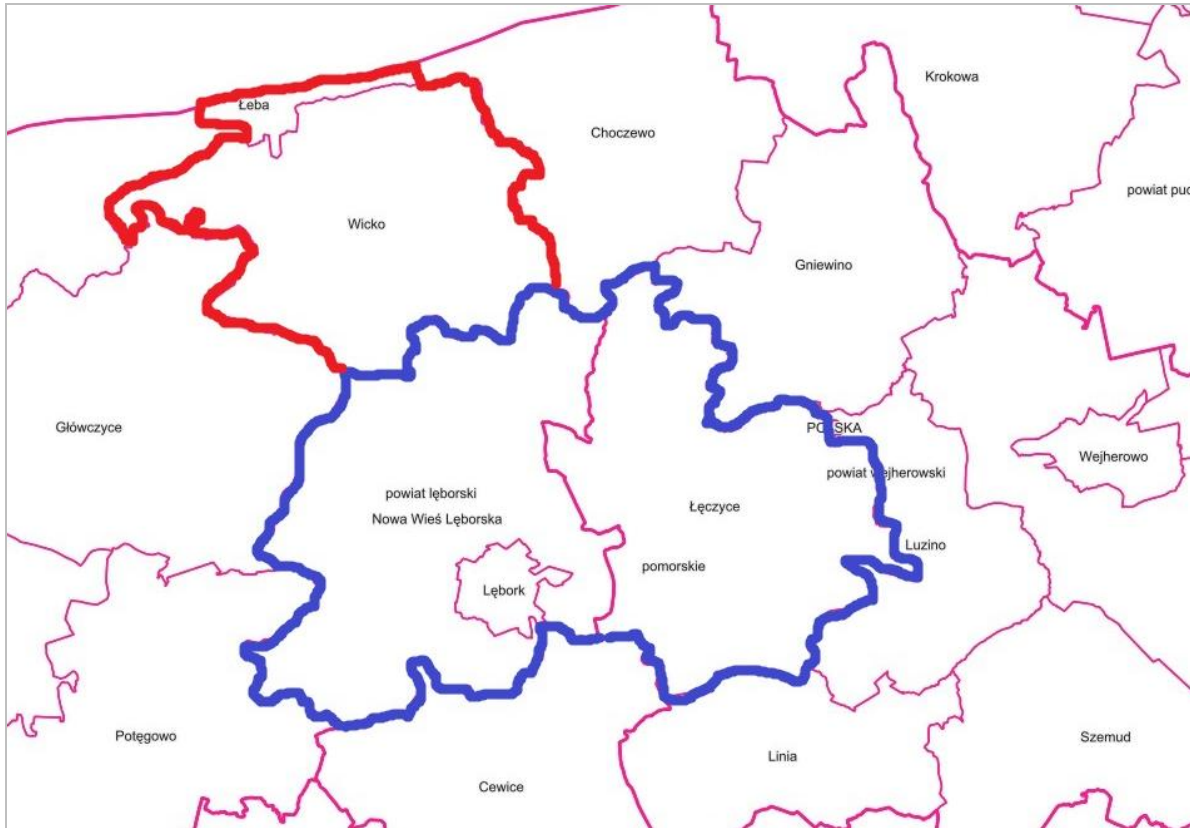 Krokowa
Łeba
Choczewo
powiat puc
Wicko
Gniewino
Główczyce
POLSKA
Wejherowo
powiat wejherowski
powiat lęborski
Łęczyce
Nowa Wieś Lęborska
Luzino
pomorskie
Lębork
Potęgowo
Szemud
Linia
Cewice